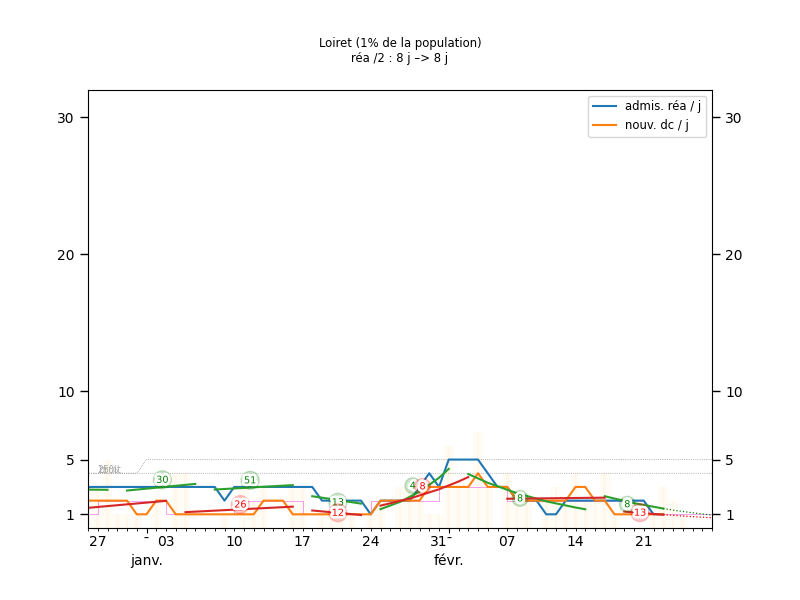 Loiret (1% de la population)
réa /2 : 8 j –> 8 j
admis. réa / j
nouv. dc / j
30 30
20 20
10 10
5 5
1 1
30 51 4 8
26 13 12 8 8 13
27 - 03 10 17 24 31- 07 14 21
janv. févr.